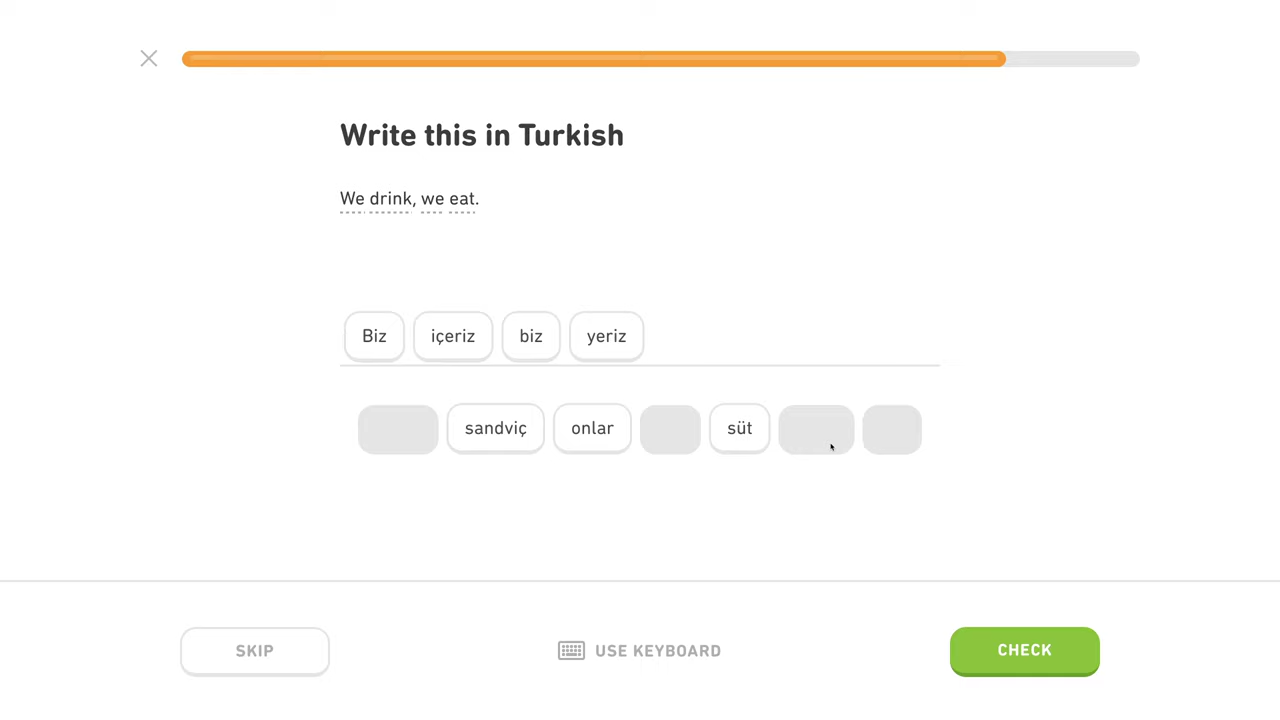 Write this in Turkish
We drink, we eat.
Biz içeriz biz yeriz
sandviç onlar süt
SKIP USE KEYBOARD CHECK